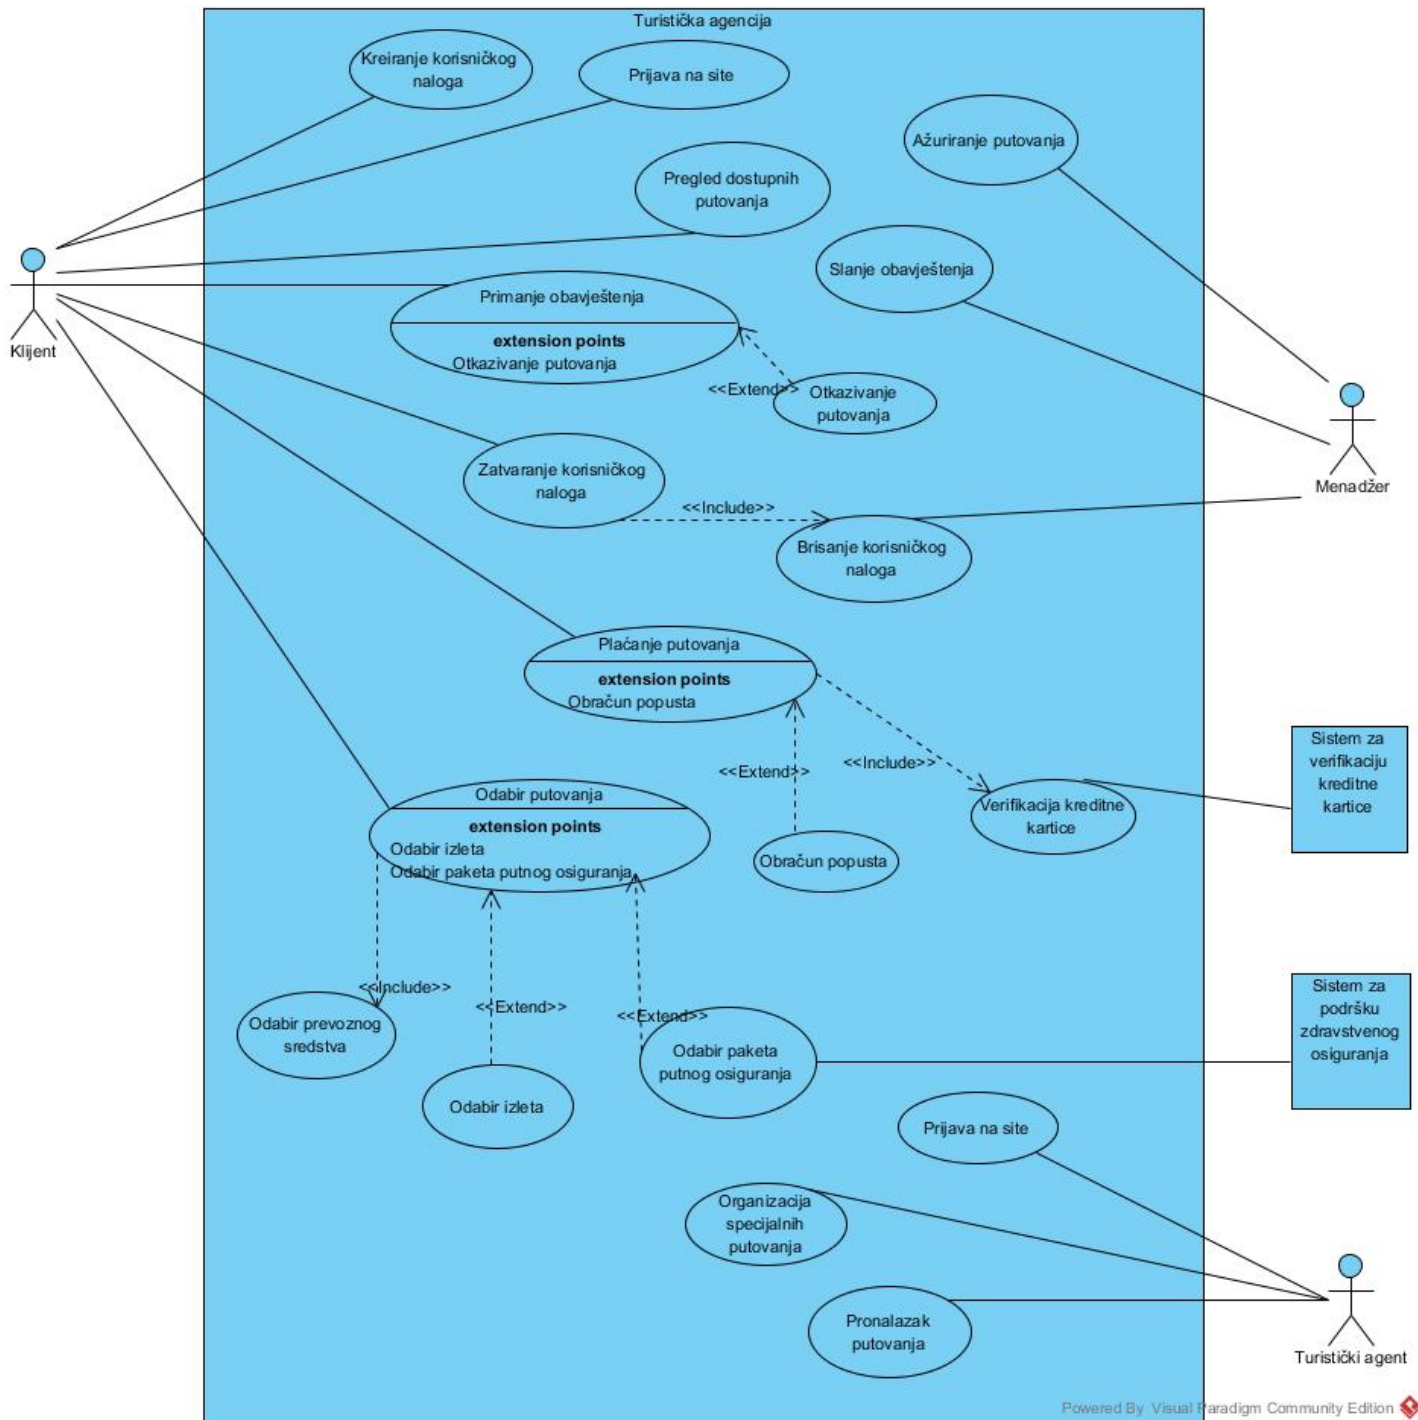 Turistička agencija
Kreiranje korisničkog
naloga
Prijava na site
Ažuriranje putovanja
Pregled dostupnih
putovanja
Slanje obavještenja
Klijent
Primanje obavještenja
extension points
Otkazivanje putovanja
<<Extend>>
Otkazivanje
putovanja
Menadžer
Zatvaranje korisničkog
naloga
<<Include>>
Brisanje korisničkog
naloga
Plaćanje putovanja
extension points
Obračun popusta
<<Extend>>
<<Include>>
Verifikacija kreditne
kartice
Sistem za
verifikaciju
kreditne
kartice
Obračun popusta
Odabir putovanja
extension points
Odabir izleta
Odabir paketa putnog osiguranja
<<Include>>
<<Extend>>
<<Extend>>
Odabir prevoznog
sredstva
Odabir izleta
Odabir paketa
putnog osiguranja
Sistem za
podršku
zdravstvenog
osiguranja
Prijava na site
Organizacija
specijalnih
putovanja
Pronalazak
putovanja
Turistički agent
Powered By Visual Paradigm Community Edition